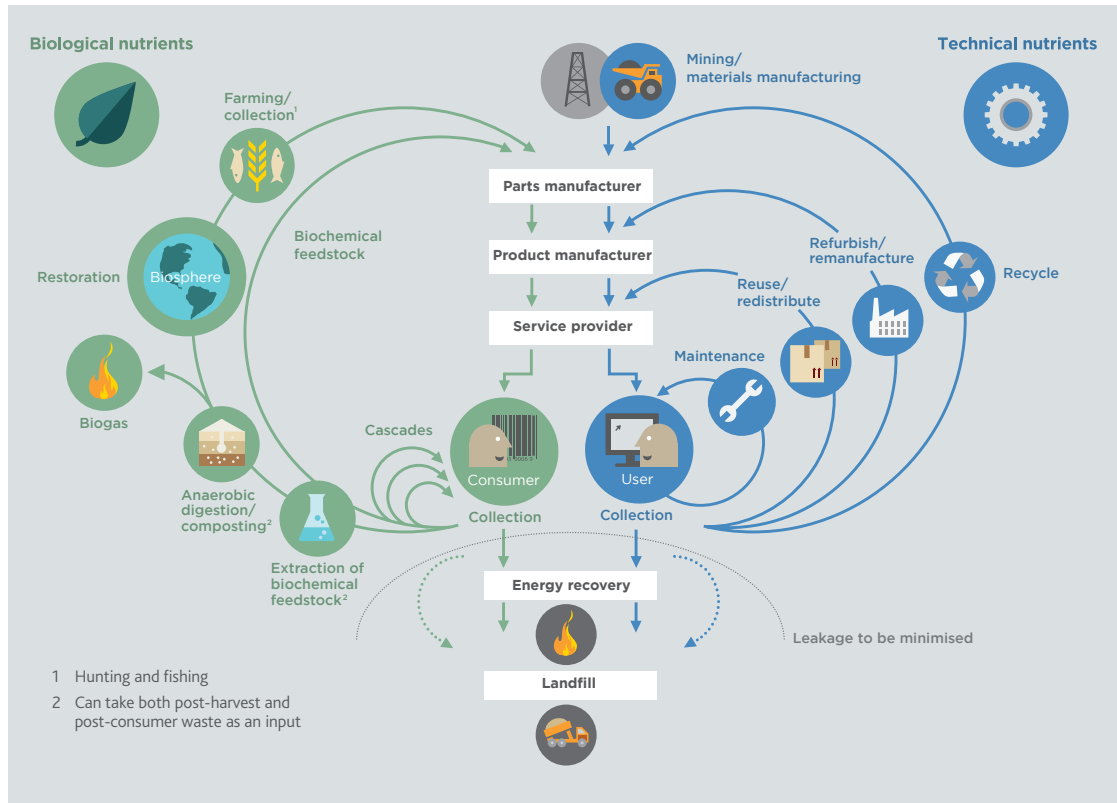 Biological nutrients
Technical nutrients
Mining/
materials manufacturing
Farming/
collection¹
Parts manufacturer
Biochemical
feedstock
Product manufacturer
Refurbish/
remanufacture
Restoration
Biosphere
Recycle
Reuse/
redistribute
Service provider
Maintenance
Biogas
Cascades
Consumer
User
Anaerobic
digestion/
composting²
Collection
Collection
Extraction of
biochemical
feedstock²
Energy recovery
Leakage to be minimised
Landfill
1 Hunting and fishing
2 Can take both post-harvest and
post-consumer waste as an input